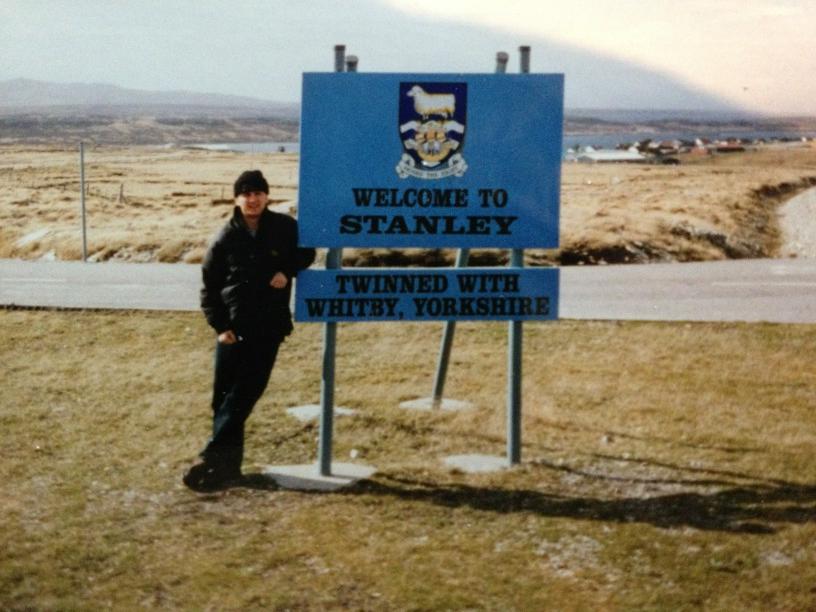 WELCOME TO
STANLEY
TWINNED WITH
WHITBY, YORKSHIRE